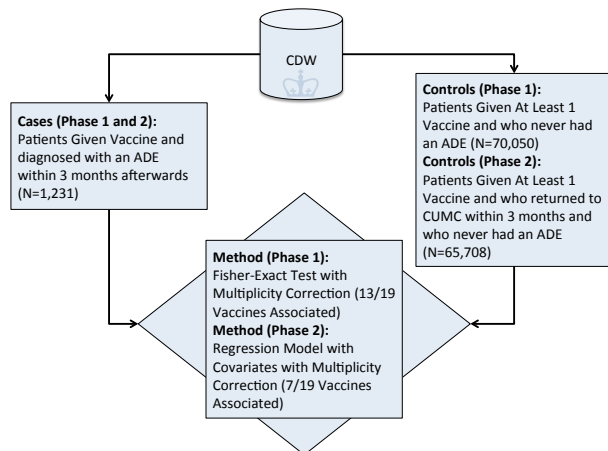 CDW
Cases (Phase 1 and 2):
Patients Given Vaccine and
diagnosed with an ADE
within 3 months afterwards
(N=1,231)
Controls (Phase 1):
Patients Given At Least 1
Vaccine and who never had
an ADE (N=70,050)
Controls (Phase 2):
Patients Given At Least 1
Vaccine and who returned to
CUMC within 3 months and
who never had an ADE
(N=65,708)
Method (Phase 1):
Fisher-Exact Test with
Multiplicity Correction (13/19
Vaccines Associated)
Method (Phase 2):
Regression Model with
Covariates with Multiplicity
Correction (7/19 Vaccines
Associated)